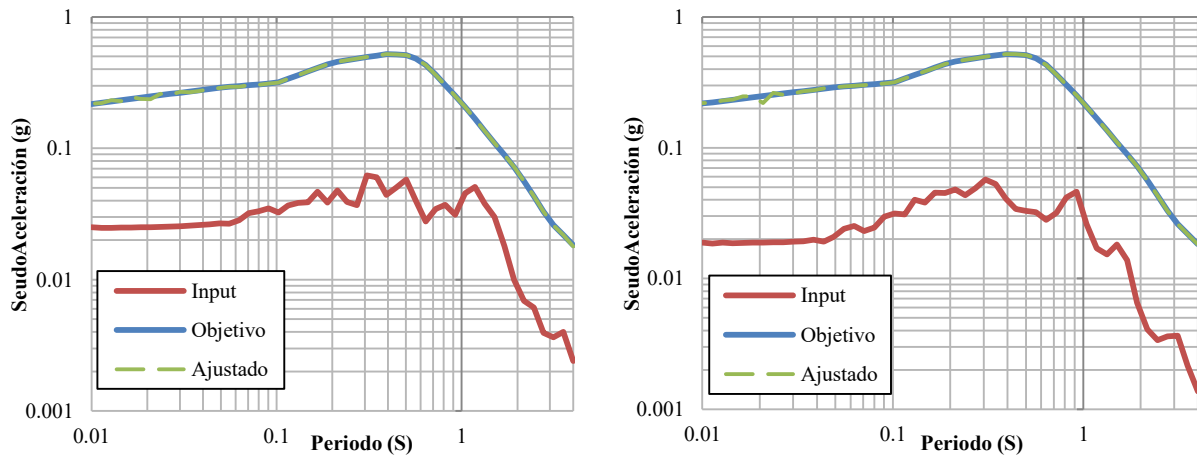 SeudoAceleración (g)
1
0.1
0.01
0.001
Input
Objetivo
Ajustado
0.01
0.1
1
Periodo (S)
SeudoAceleración (g)
1
0.1
0.01
0.001
Input
Objetivo
Ajustado
0.01
0.1
1
Periodo (S)